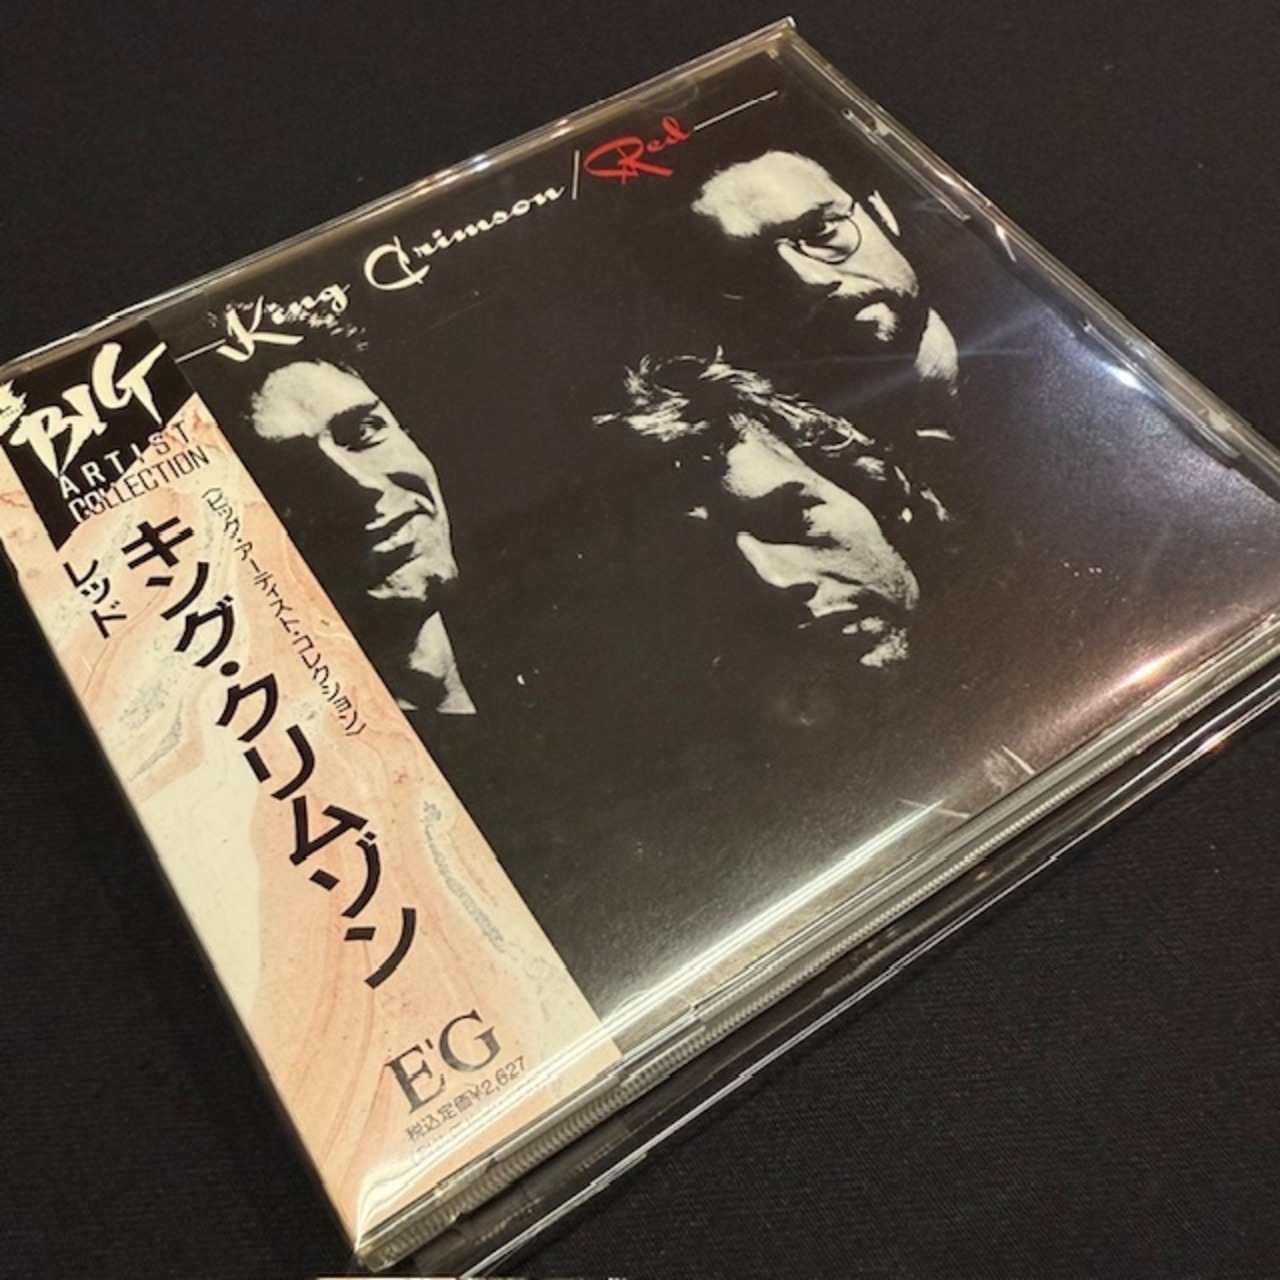 King Crimson / Red
BIG
ARTIST
COLLECTION
〈ビッグ・アーティスト・コレクション〉
キング・クリムゾン
レッド
E'G
税込定価¥2,627